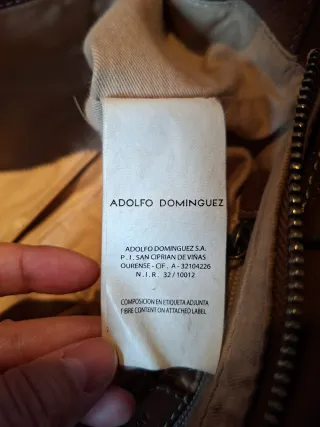 ADOLFO DOMINGUEZ
ADOLFO DOMINGUEZ S.A.
P.I. SAN CIPRIAN DE VIÑAS
OURENSE - CIF. A - 32104226
N.I.R. 32/10012
COMPOSICION EN ETIQUETA ADJUNTA
FIBRE CONTENT ON ATTACHED LABEL